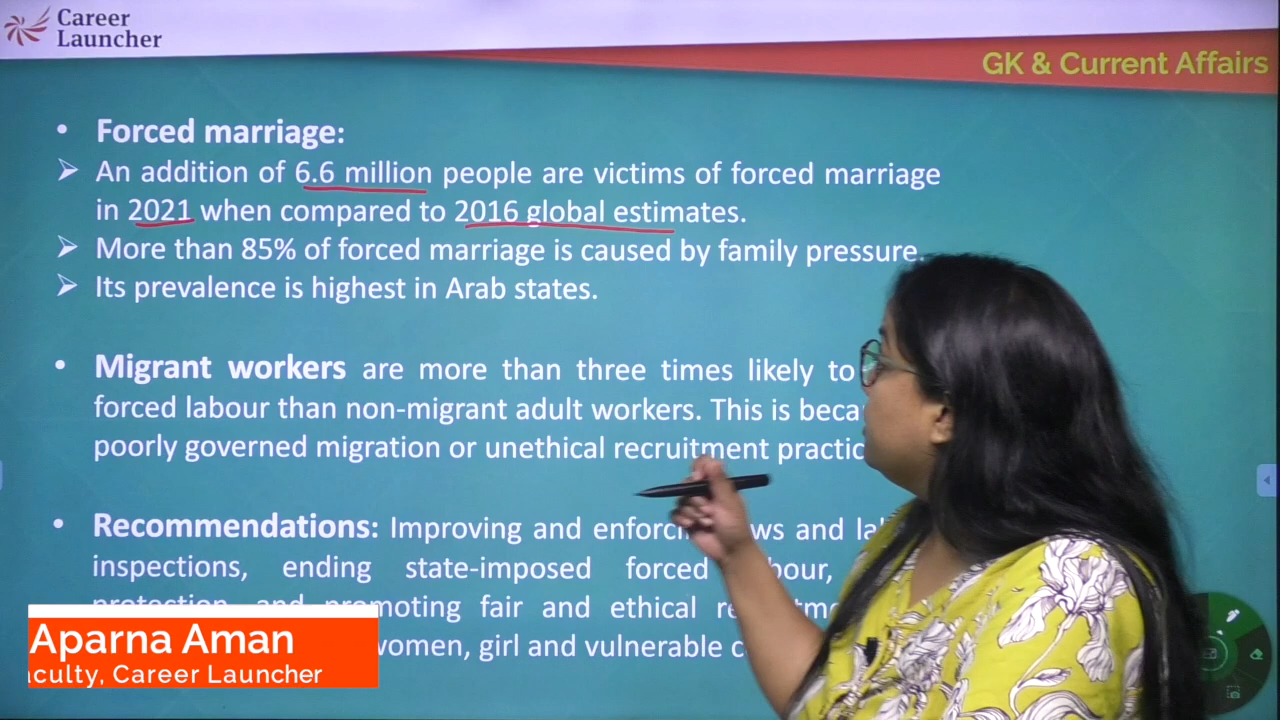 Career
Launcher
GK & Current Affairs
• Forced marriage:
➢ An addition of 6.6 million people are victims of forced marriage
in 2021 when compared to 2016 global estimates.
➢ More than 85% of forced marriage is caused by family pressure.
➢ Its prevalence is highest in Arab states.
• Migrant workers are more than three times likely to
forced labour than non-migrant adult workers. This is beca
poorly governed migration or unethical recruitment practic
• Recommendations: Improving and enforci ws and la
inspections, ending state-imposed forced bour,
protection, and promoting fair and ethical re tm
women, girl and vulnerable c
Aparna Aman
aculty, Career Launcher